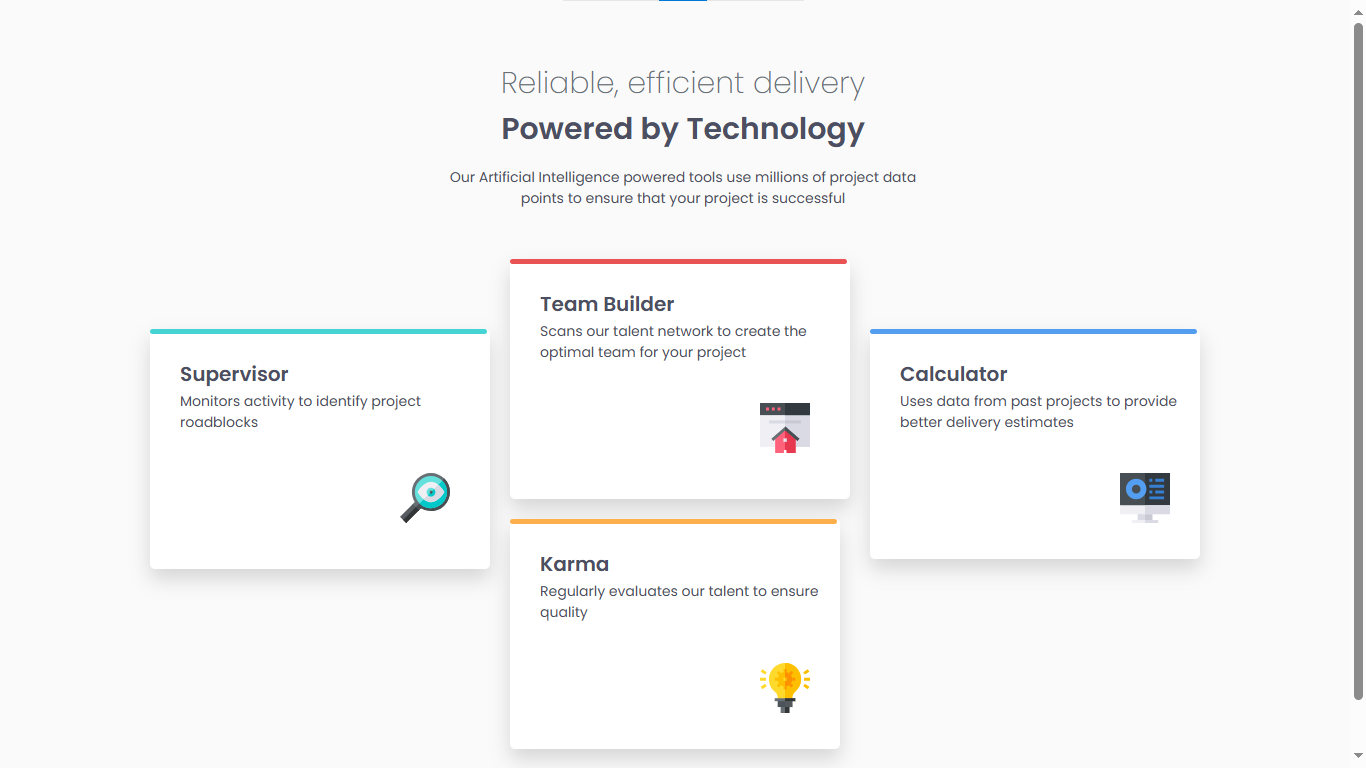 Reliable, efficient delivery
Powered by Technology
Our Artificial Intelligence powered tools use millions of project data
points to ensure that your project is successful
Supervisor
Monitors activity to identify project
roadblocks
Team Builder
Scans our talent network to create the
optimal team for your project
Karma
Regularly evaluates our talent to ensure
quality
Calculator
Uses data from past projects to provide
better delivery estimates